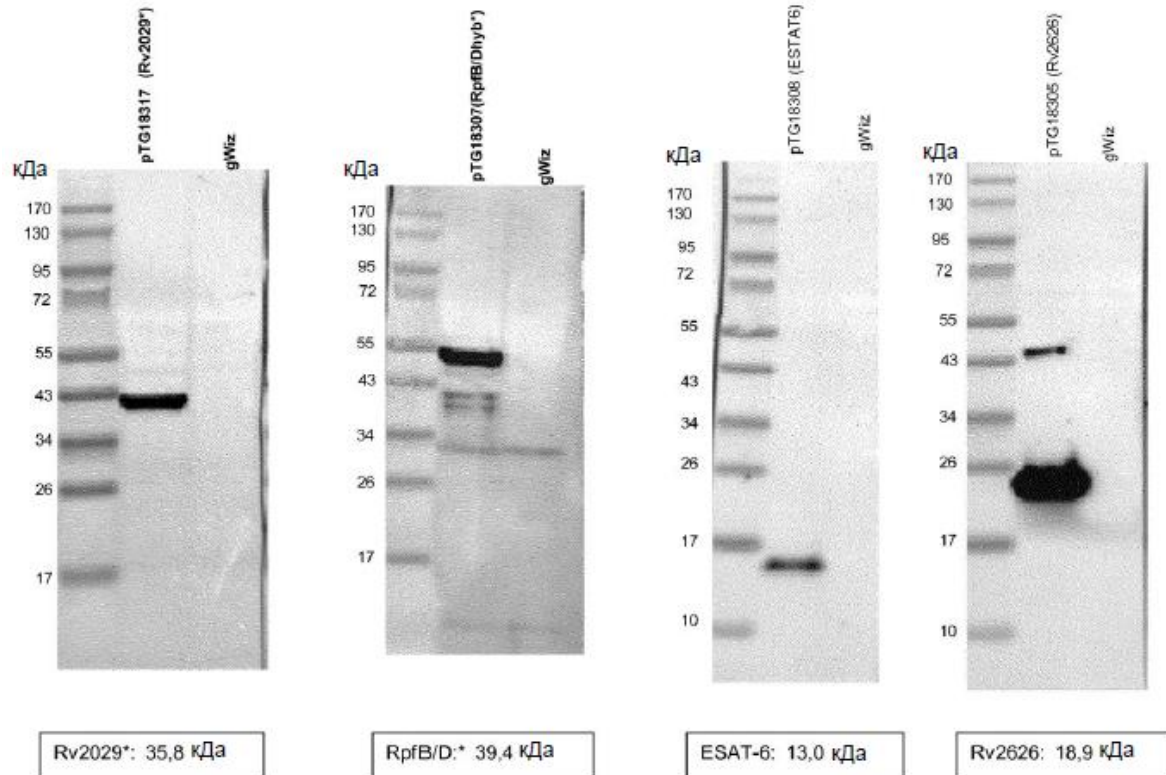 pTG18317 (Rv2029*)
gWiz
кДа
170
130
95
72
55
43
34
26
17
Rv2029*: 35,8 кДа
pTG18307(RpfB/Dhyb*)
gWiz
кДа
170
130
95
72
55
43
34
26
17
RpfB/D:* 39,4 кДа
pTG18308 (ESTAT6)
gWiz
кДа
170
130
95
72
55
43
34
26
17
10
ESAT-6: 13,0 кДа
pTG18305 (Rv2626)
gWiz
кДа
170
130
95
72
55
43
34
26
17
10
Rv2626: 18,9 кДа